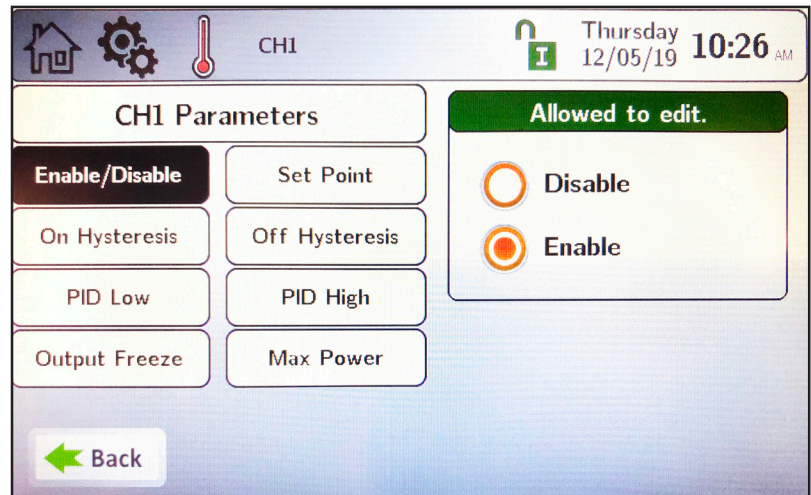 CH1
I
Thursday
12/05/19
10:26 AM
CH1 Parameters
Enable/Disable
Set Point
On Hysteresis
Off Hysteresis
PID Low
PID High
Output Freeze
Max Power
Back
Allowed to edit.
Disable
Enable